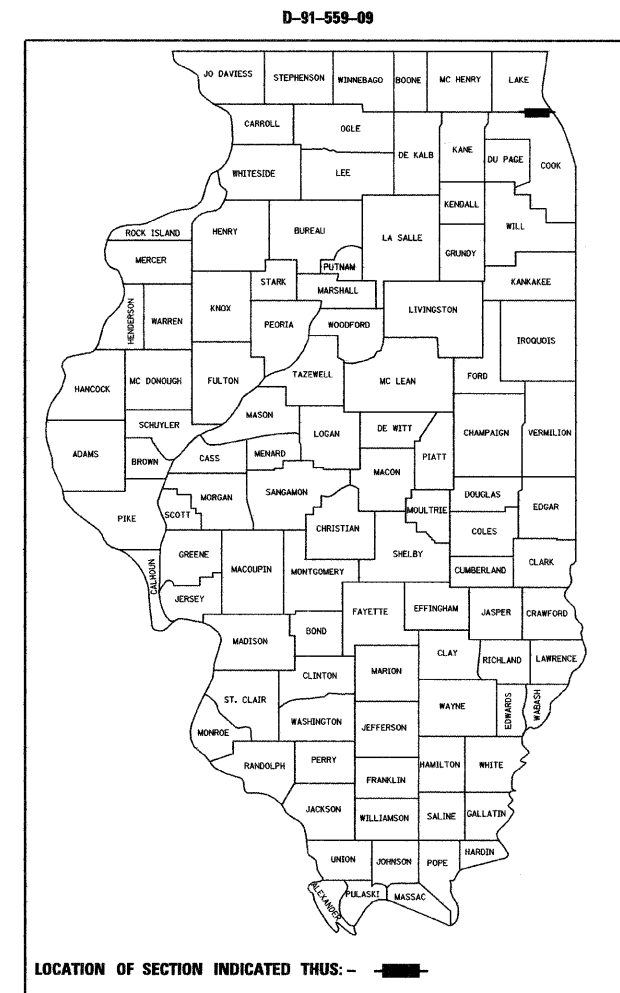 D-91-559-09
JO DAVIESS
STEPHENSON
WINNEBAGO
BOONE
MC HENRY
LAKE
CARROLL
OGLE
DE KALB
KANE
DU PAGE
COOK
WHITESIDE
LEE
KENDALL
WILL
ROCK ISLAND
HENRY
BUREAU
LA SALLE
GRUNDY
MERCER
PUTNAM
STARK
MARSHALL
KANKAKEE
HENDERSON
WARREN
KNOX
PEORIA
WOODFORD
LIVINGSTON
IROQUOIS
HANCOCK
MC DONOUGH
FULTON
TAZEWELL
MC LEAN
FORD
SCHUYLER
MASON
LOGAN
DE WITT
CHAMPAIGN
VERMILION
ADAMS
BROWN
CASS
MENARD
MACON
PIATT
PIKE
SCOTT
MORGAN
SANGAMON
CHRISTIAN
MOULTRIE
DOUGLAS
EDGAR
COLES
CALHOUN
GREENE
MACOUPIN
MONTGOMERY
SHELBY
CUMBERLAND
CLARK
JERSEY
FAYETTE
EFFINGHAM
JASPER
CRAWFORD
MADISON
BOND
CLAY
RICHLAND
LAWRENCE
MARION
CLINTON
ST. CLAIR
WAYNE
EDWARDS
WABASH
WASHINGTON
JEFFERSON
MONROE
RANDOLPH
PERRY
HAMILTON
WHITE
FRANKLIN
JACKSON
WILLIAMSON
SALINE
GALLATIN
UNION
JOHNSON
POPE
HARDIN
ALEXANDER
PULASKI
MASSAC
LOCATION OF SECTION INDICATED THUS: -